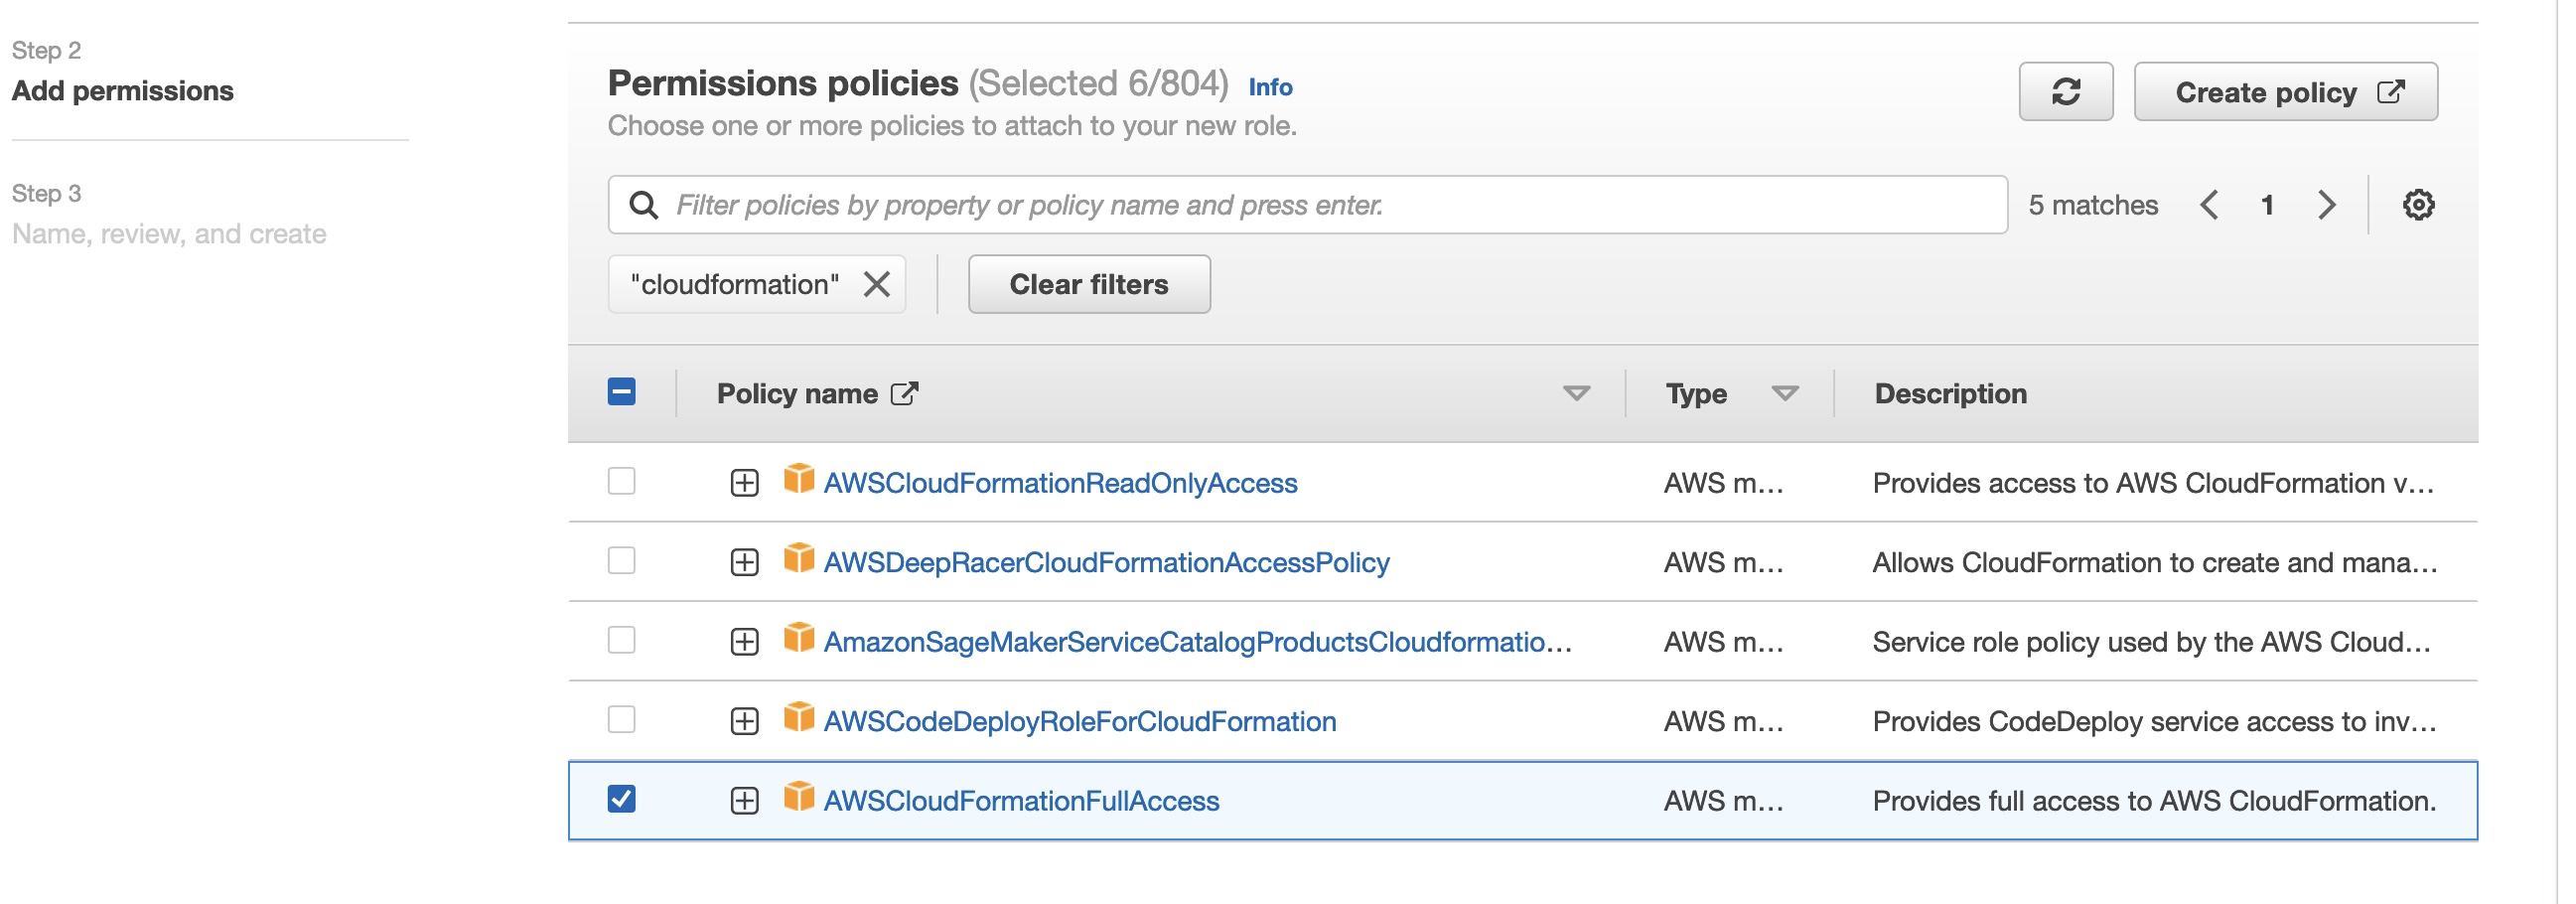 Step 2
Add permissions
Step 3
Name, review, and create
Permissions policies (Selected 6/804) Info
Choose one or more policies to attach to your new role.
Create policy
Filter policies by property or policy name and press enter.
5 matches
1
"cloudformation"
Clear filters
Policy name Type Description
AWSCloudFormationReadOnlyAccess AWS m... Provides access to AWS CloudFormation v...
AWSDeepRacerCloudFormationAccessPolicy AWS m... Allows CloudFormation to create and mana...
AmazonSageMakerServiceCatalogProductsCloudformatio... AWS m... Service role policy used by the AWS Cloud...
AWSCodeDeployRoleForCloudFormation AWS m... Provides CodeDeploy service access to inv...
AWSCloudFormationFullAccess AWS m... Provides full access to AWS CloudFormation.